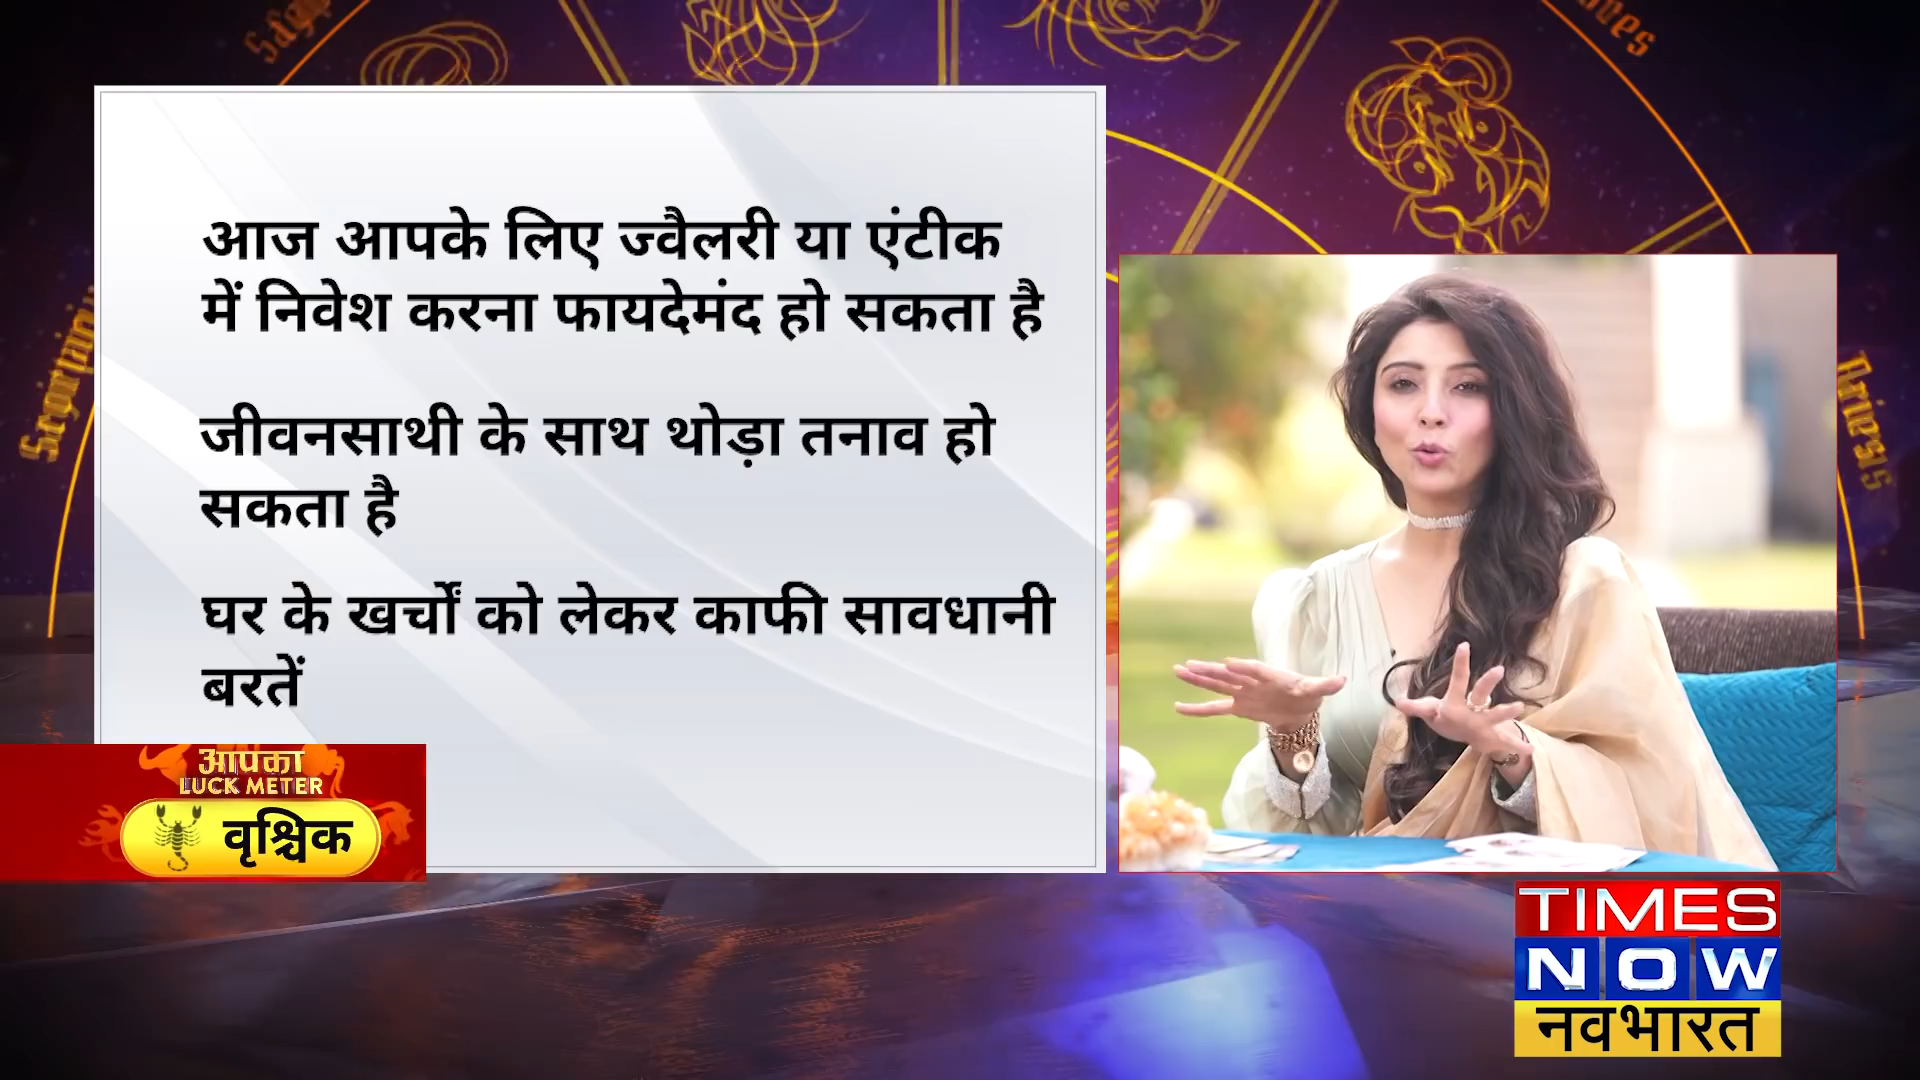 आज आपके लिए ज्वैलरी या एंटीक
में निवेश करना फायदेमंद हो सकता है
जीवनसाथी के साथ थोड़ा तनाव हो
सकता है
घर के खर्चों को लेकर काफी सावधानी
बरतें
आपका
LUCK METER
वृश्चिक
TIMES
NOW
नवभारत